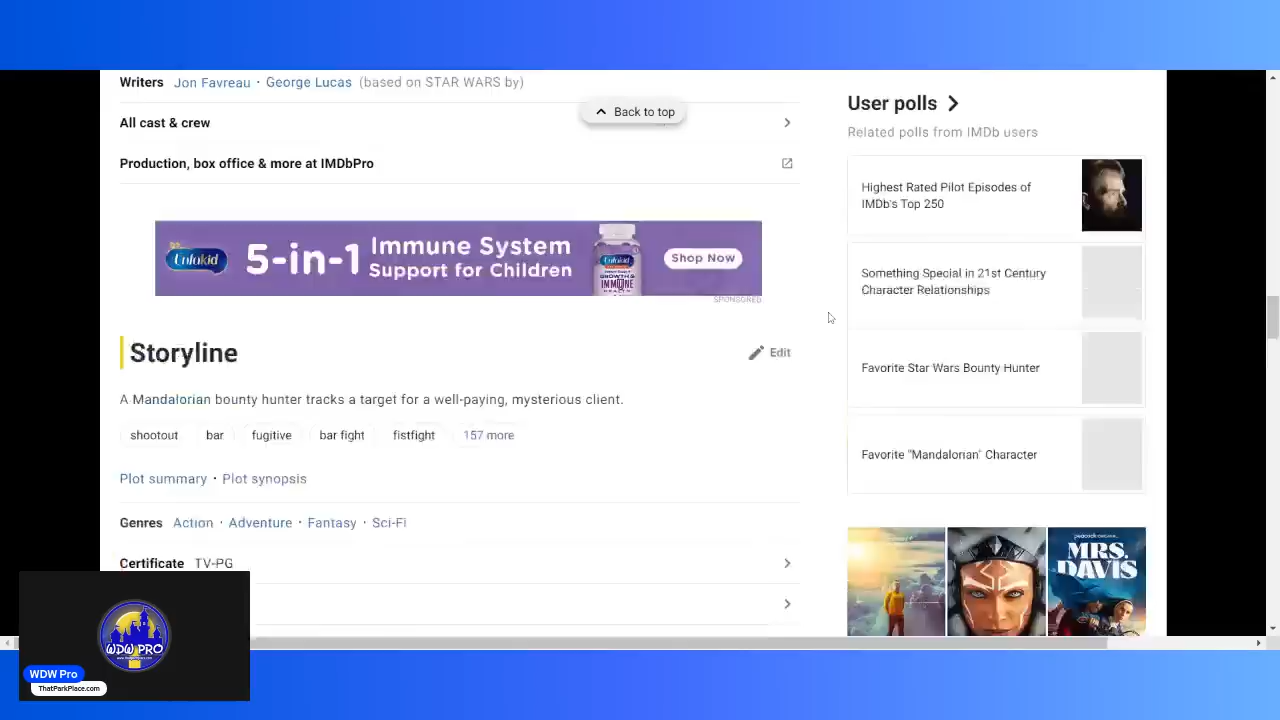 Writers Jon Favreau · George Lucas (based on STAR WARS by)
Back to top
All cast & crew
Production, box office & more at IMDbPro
Enfakid 5-in-1 Immune System
Support for Children
Shop Now
IMMUNE
SPONSORED
Storyline
Edit
A Mandalorian bounty hunter tracks a target for a well-paying, mysterious client.
shootout bar fugitive bar fight fistfight 157 more
Plot summary · Plot synopsis
Genres Action · Adventure · Fantasy · Sci-Fi
Certificate TV-PG
User polls
Related polls from IMDb users
Highest Rated Pilot Episodes of
IMDb's Top 250
Something Special in 21st Century
Character Relationships
Favorite Star Wars Bounty Hunter
Favorite "Mandalorian" Character
peacock ORIGINAL
MRS.
DAVIS
WDW PRO
WDW Pro
ThatParkPlace.com